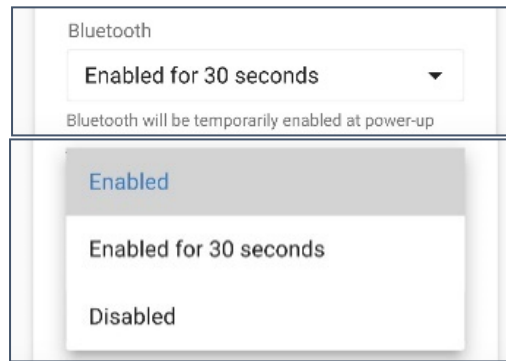 Bluetooth
Enabled for 30 seconds
Bluetooth will be temporarily enabled at power-up
Enabled
Enabled for 30 seconds
Disabled